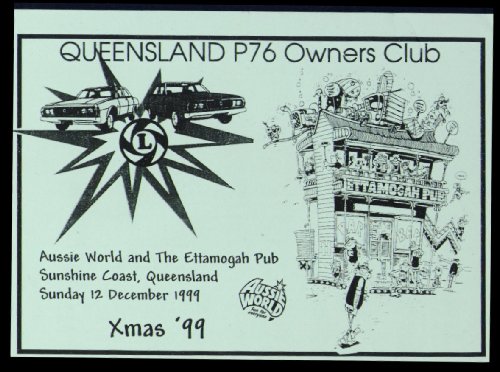 QUEENSLAND P76 Owners Club
L
ETTAMOGAH PUB
Aussie World and The Ettamogah Pub
Sunshine Coast, Queensland
Sunday 12 December 1999
AUSSIE
WORLD
Xmas '99